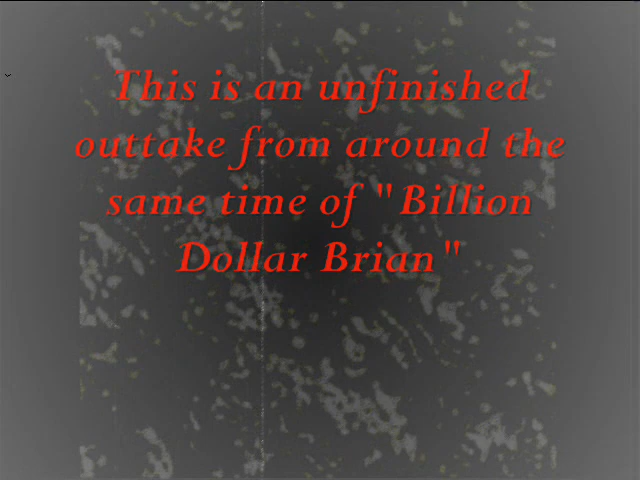 This is an unfinished
outtake from around the
same time of "Billion
Dollar Brian"